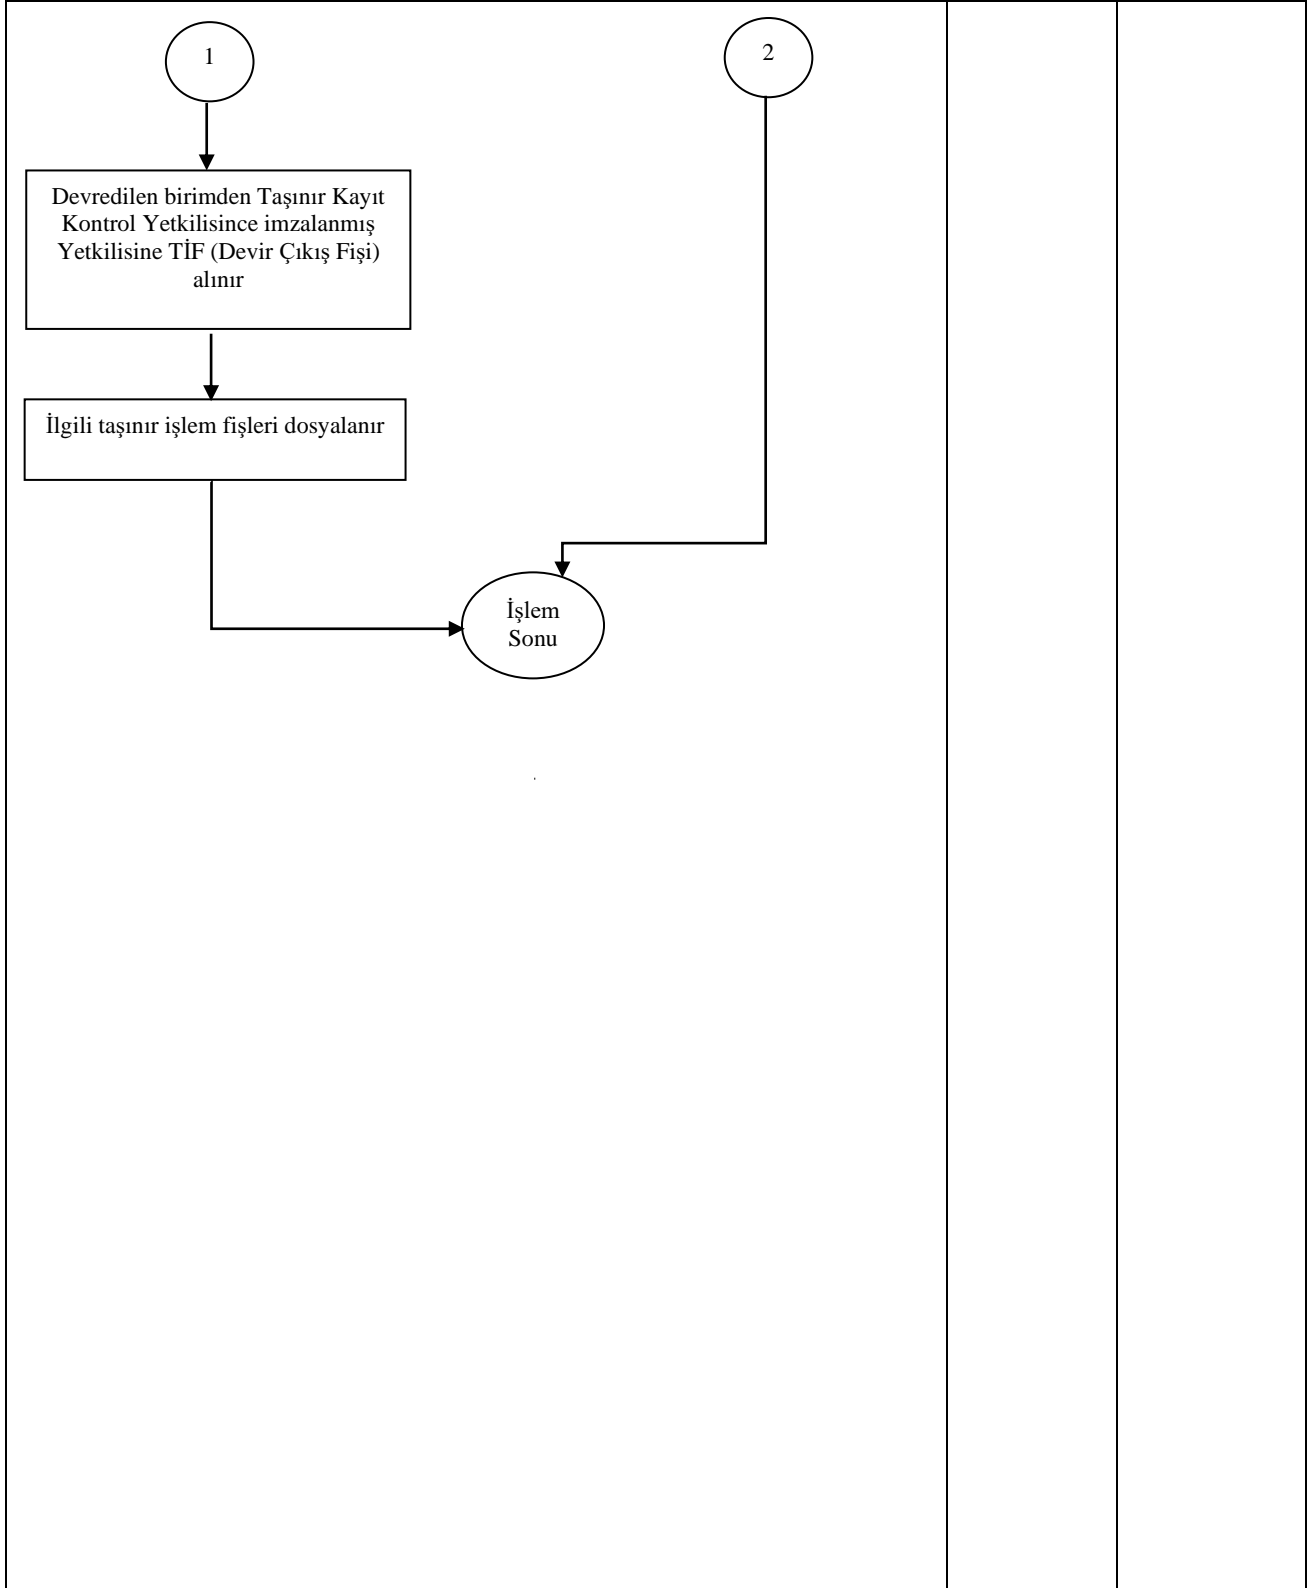 1
2
Devredilen birimden Taşınır Kayıt
Kontrol Yetkilisince imzalanmış
Yetkilisine TİF (Devir Çıkış Fişi)
alınır
İlgili taşınır işlem fişleri dosyalanır
İşlem
Sonu